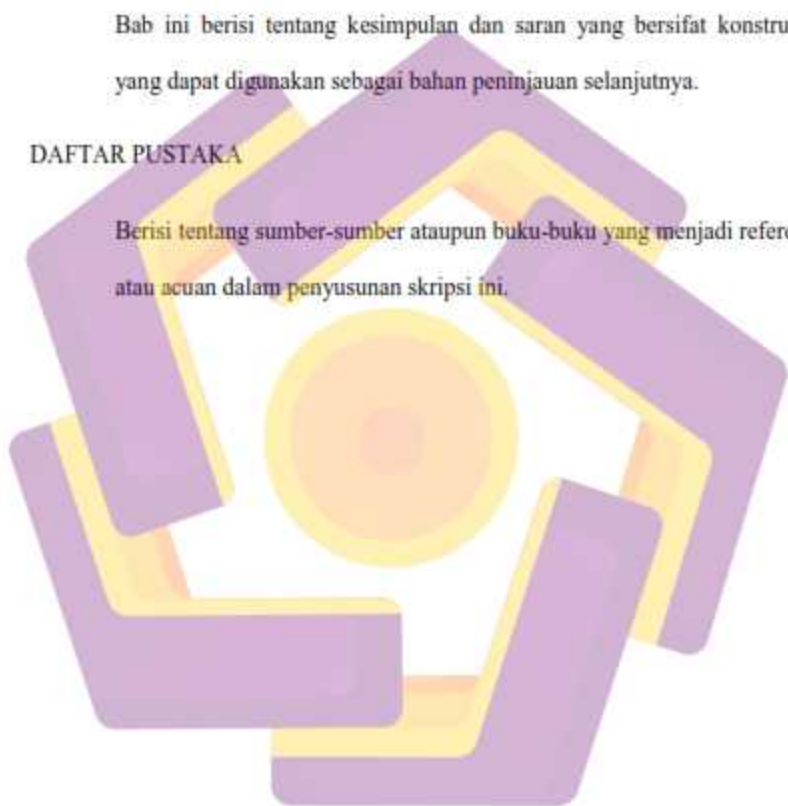 Bab ini berisi tentang kesimpulan dan saran yang bersifat konstru
yang dapat digunakan sebagai bahan peninjauan selanjutnya.
DAFTAR PUSTAKA
Berisi tentang sumber-sumber ataupun buku-buku yang menjadi refere
atau acuan dalam penyusunan skripsi ini.